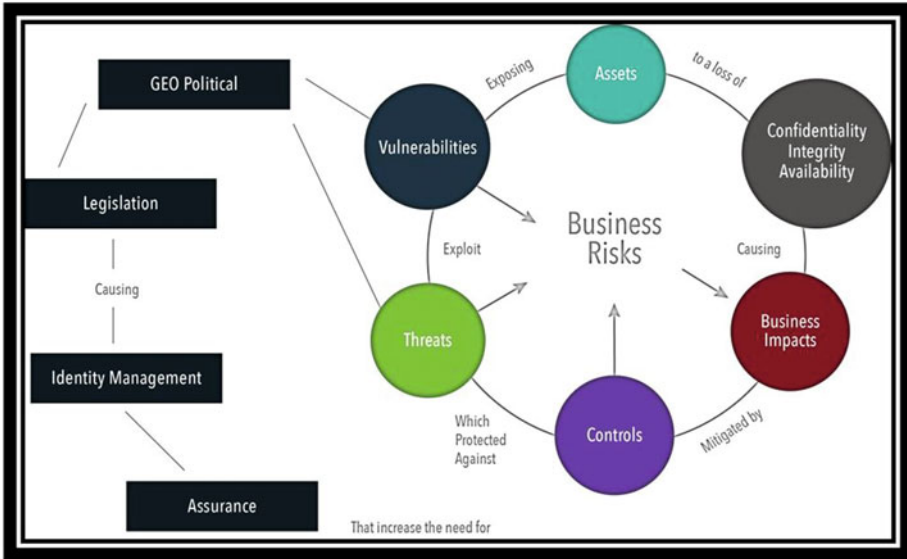 GEO Political
Legislation
Causing
Identity Management
Assurance
That increase the need for
Vulnerabilities
Exposing
Assets
to a loss of
Confidentiality
Integrity
Availability
Causing
Business
Impacts
Mitigated by
Controls
Which
Protected
Against
Threats
Exploit
Business
Risks